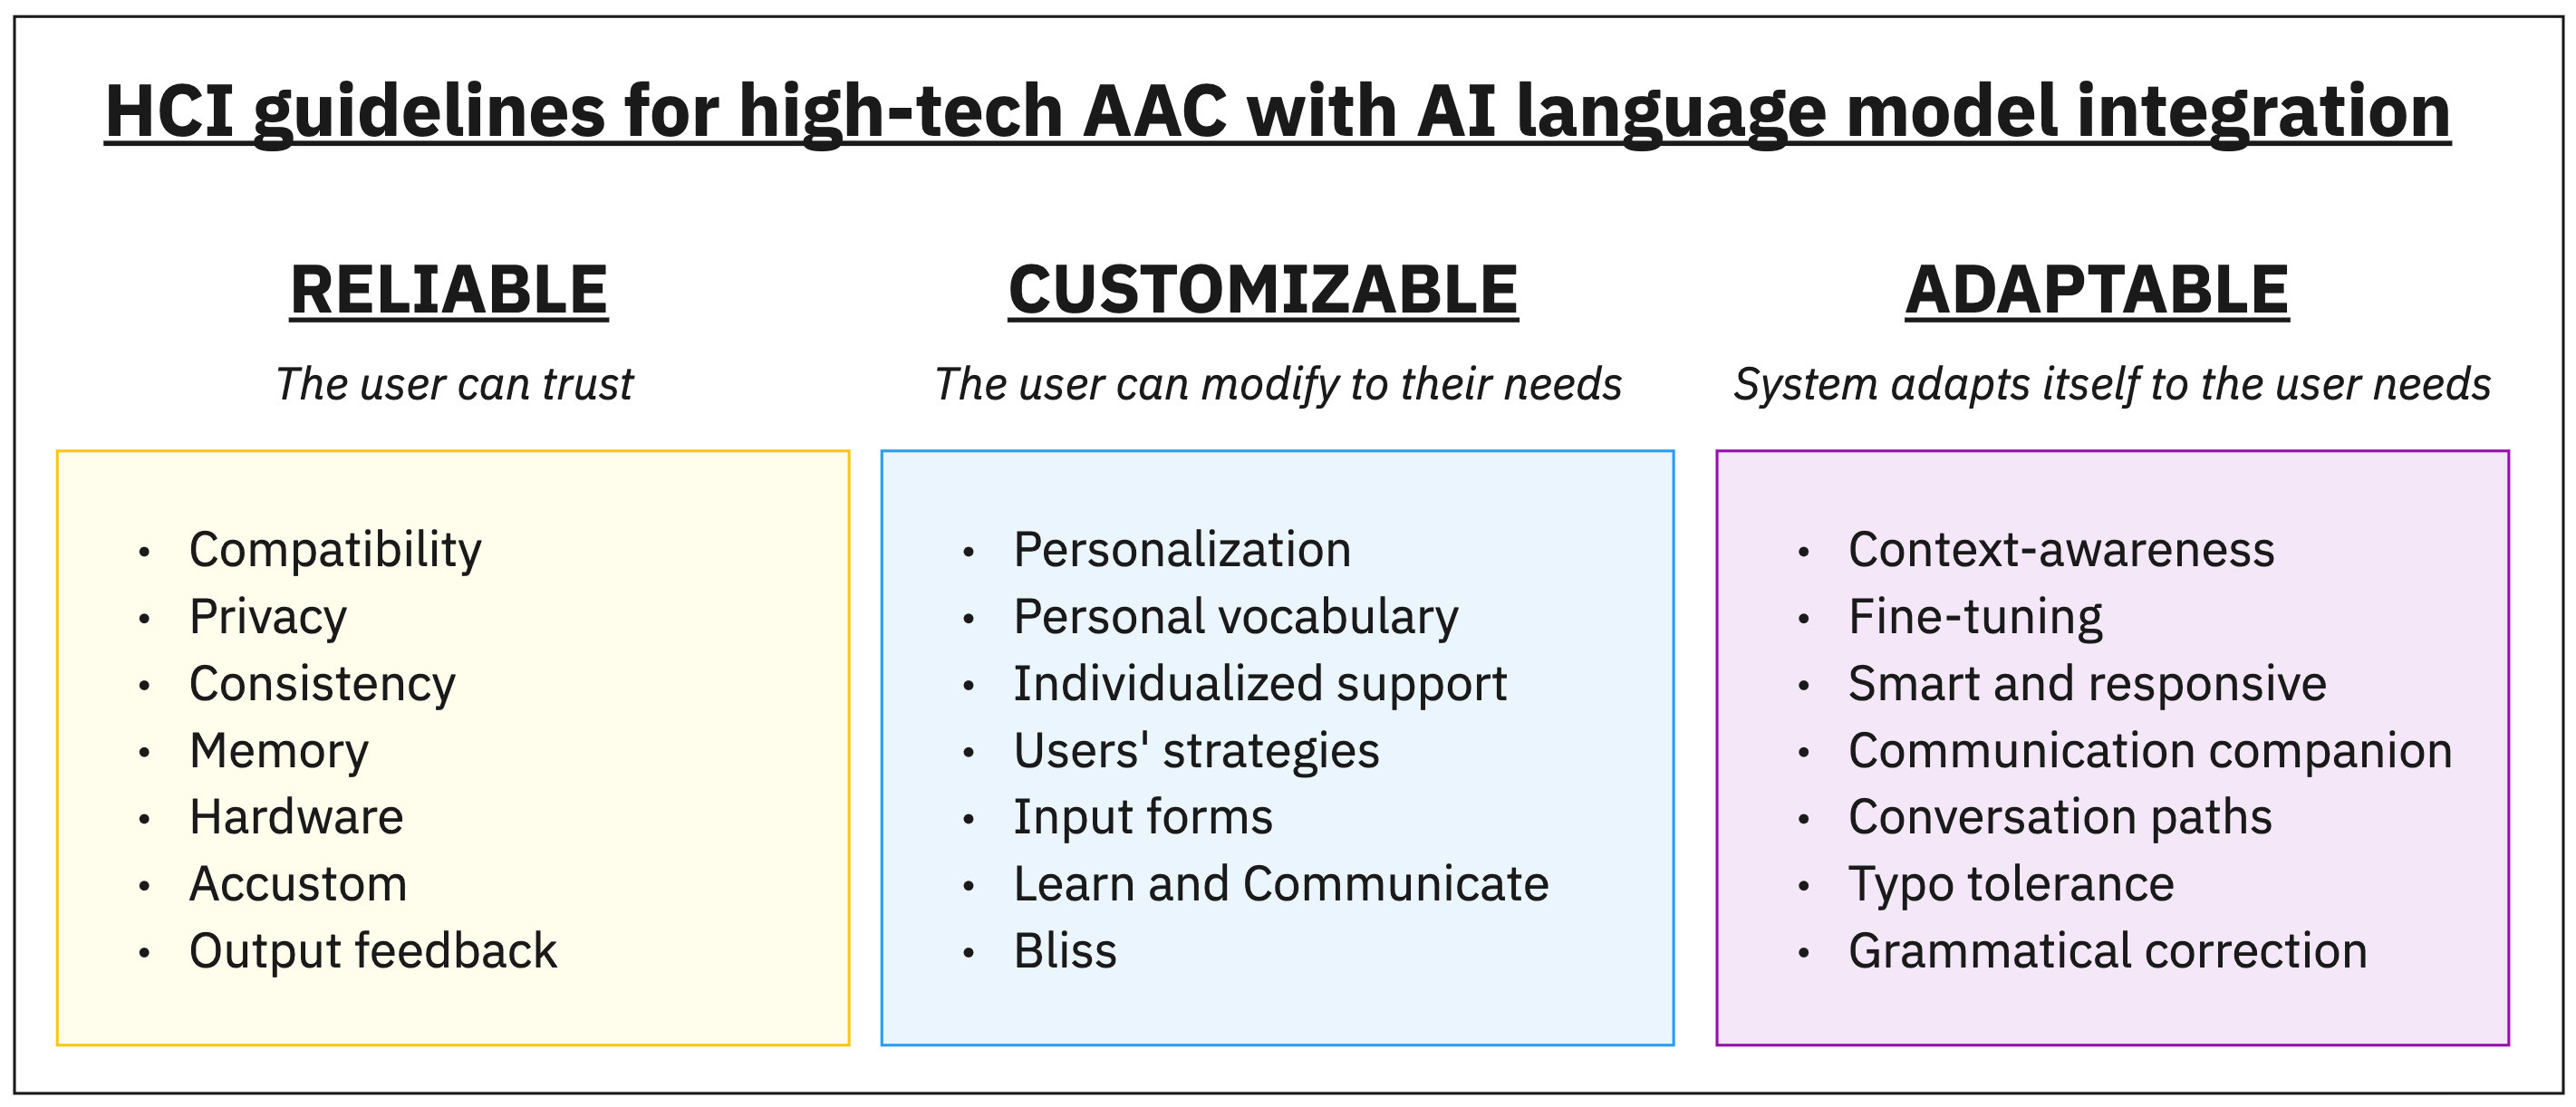 HCI guidelines for high-tech AAC with AI language model integration
RELIABLE
The user can trust
• Compatibility
• Privacy
• Consistency
• Memory
• Hardware
• Accustom
• Output feedback
CUSTOMIZABLE
The user can modify to their needs
• Personalization
• Personal vocabulary
• Individualized support
• Users' strategies
• Input forms
• Learn and Communicate
• Bliss
ADAPTABLE
System adapts itself to the user needs
• Context-awareness
• Fine-tuning
• Smart and responsive
• Communication companion
• Conversation paths
• Typo tolerance
• Grammatical correction